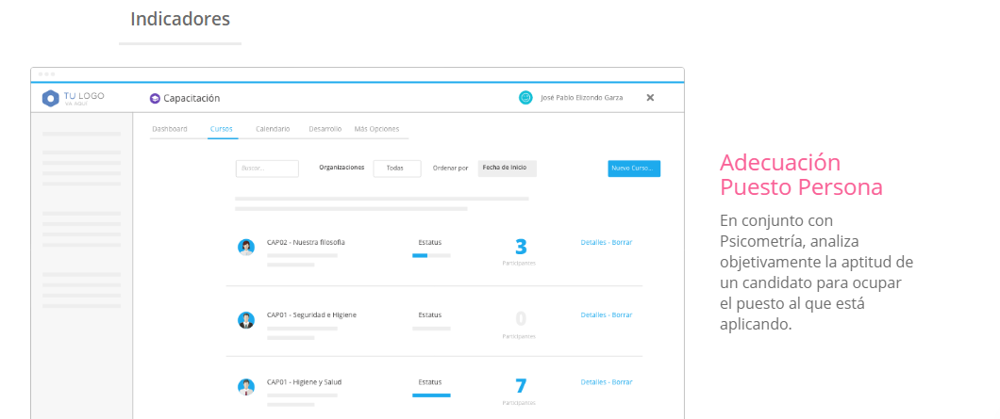 Indicadores
TU LOGO
VA AQUÍ
Capacitación
José Pablo Elizondo Garza
Dashboard
Cursos
Calendario
Desarrollo
Más Opciones
Buscar...
Organizaciones
Todas
Ordenar por
Fecha de Inicio
Nuevo Curso...
CAP02 - Nuestra filosofía
Estatus
3
Participantes
Detalles - Borrar
CAP01 - Seguridad e Higiene
Estatus
0
Participantes
Detalles - Borrar
CAP01 - Higiene y Salud
Estatus
7
Participantes
Detalles - Borrar
Adecuación
Puesto Persona
En conjunto con
Psicometría, analiza
objetivamente la aptitud de
un candidato para ocupar
el puesto al que está
aplicando.